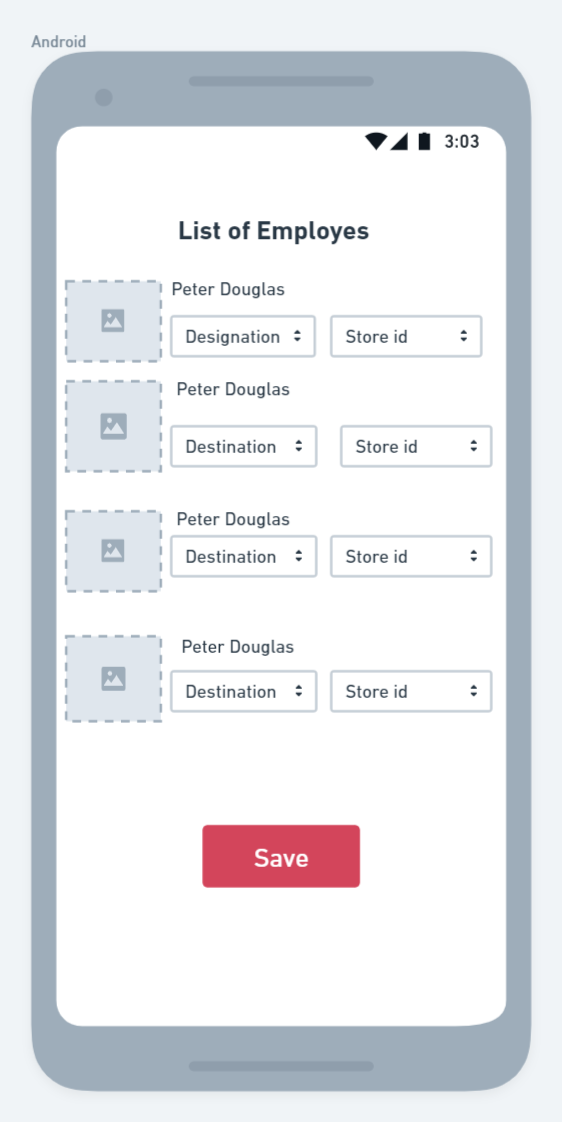 Android
3:03
List of Employes
Peter Douglas
Designation Store id
Peter Douglas
Destination Store id
Peter Douglas
Destination Store id
Peter Douglas
Destination Store id
Save